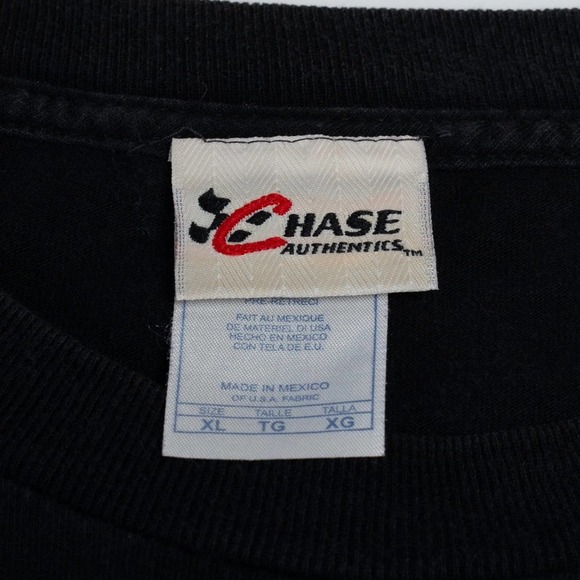 CHASE
AUTHENTICS™
PRE-RÉTRECI
FAIT AU MEXIQUE
DE MATERIEL DI USA
HECHO EN MEXICO
CON TELA DE E.U.
MADE IN MEXICO
OF U.S.A. FABRIC
SIZE TAILLE TALLA
XL TG XG